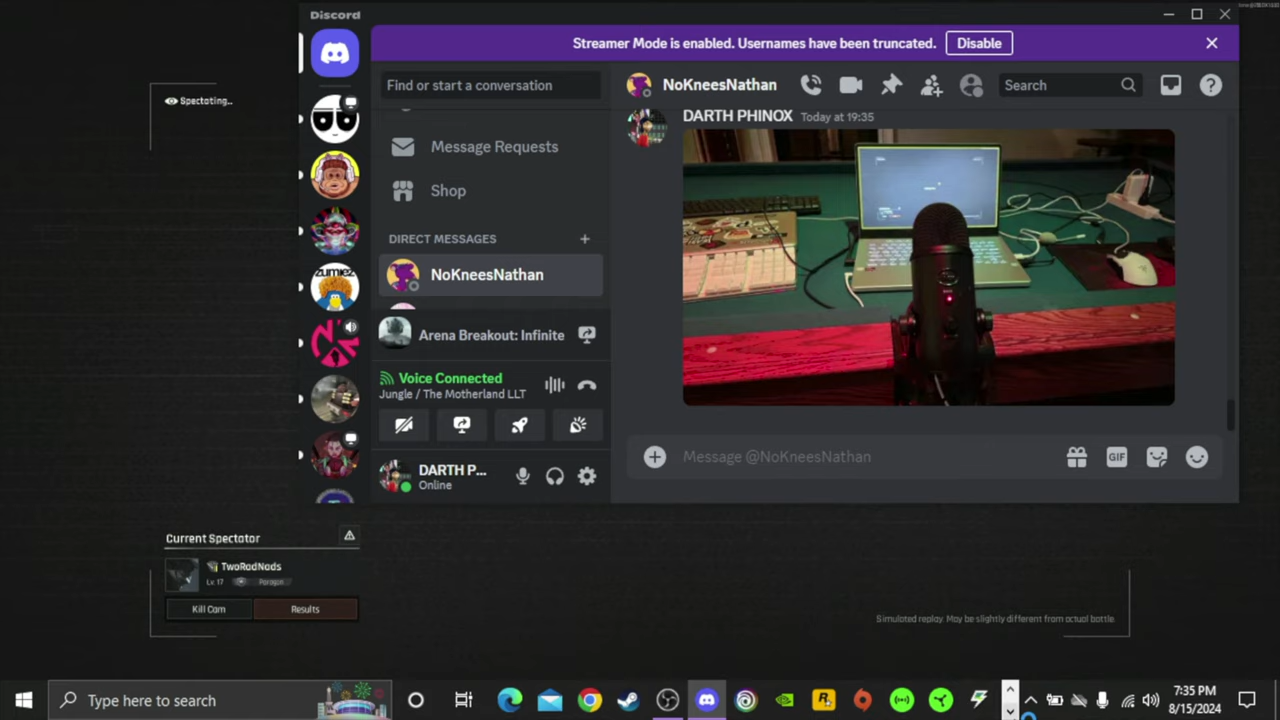 Discord
Streamer Mode is enabled. Usernames have been truncated.
Disable
Spectating..
Find or start a conversation
NoKneesNathan
Search
DARTH PHINOX
Today at 19:35
Message Requests
Shop
DIRECT MESSAGES
NoKneesNathan
zumiez
Arena Breakout: Infinite
Voice Connected
Jungle / The Motherland LLT
DARTH P...
Online
Message @NoKneesNathan
GIF
Current Spectator
TwoRadNads
Lv. 17
Paragon
Kill Cam
Results
Simulated replay. May be slightly different from actual battle.
Type here to search
7:35 PM
8/15/2024